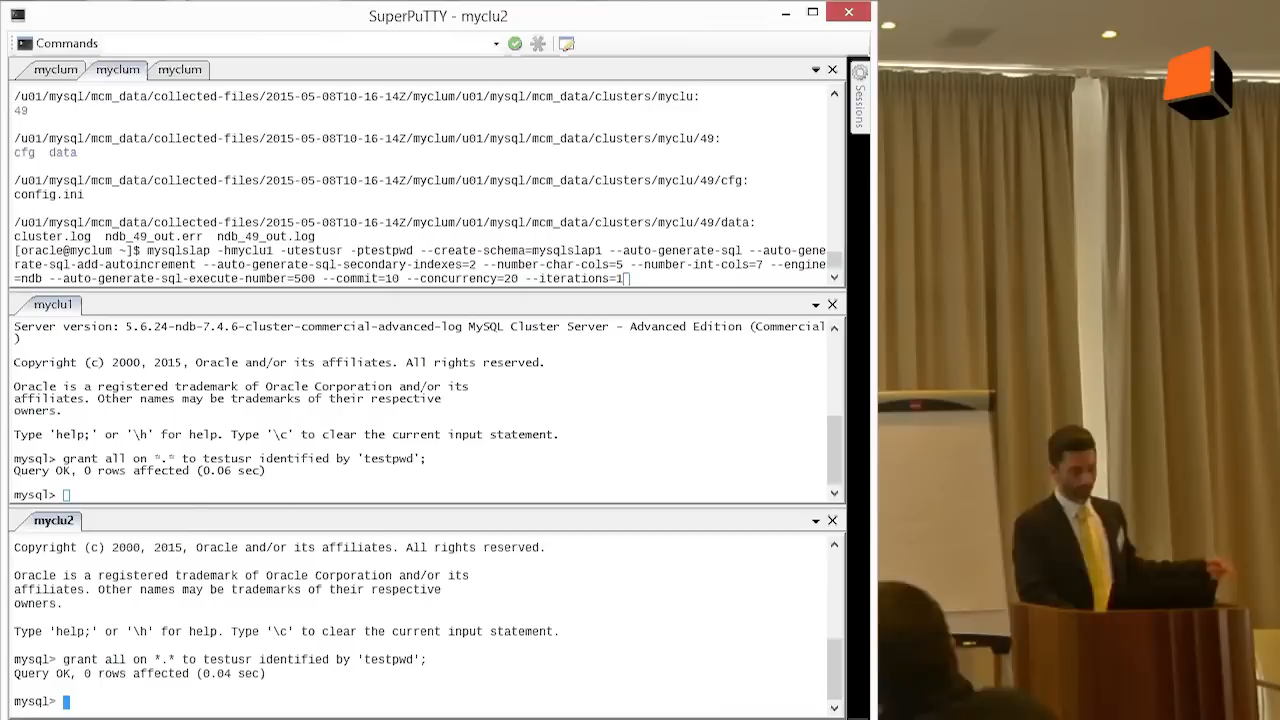 SuperPuTTY - myclu2
Commands
myclum myclum myclum
Sessions
/u01/mysql/mcm_data/collected-files/2015-05-08T10-16-14Z/myclum/u01/mysql/mcm_data/clusters/myclu:
49
/u01/mysql/mcm_data/collected-files/2015-05-08T10-16-14Z/myclum/u01/mysql/mcm_data/clusters/myclu/49:
cfg data
/u01/mysql/mcm_data/collected-files/2015-05-08T10-16-14Z/myclum/u01/mysql/mcm_data/clusters/myclu/49/cfg:
config.ini
/u01/mysql/mcm_data/collected-files/2015-05-08T10-16-14Z/myclum/u01/mysql/mcm_data/clusters/myclu/49/data:
cluster.log ndb_49_out.err ndb_49_out.log
[oracle@myclum ~]$ mysqlslap -hmyclu1 -utestusr -ptestpwd --create-schema=mysqlslap1 --auto-generate-sql --auto-gene
rate-sql-add-autoincrement --auto-generate-sql-secondary-indexes=2 --number-char-cols=5 --number-int-cols=7 --engine
=ndb --auto-generate-sql-execute-number=500 --commit=10 --concurrency=20 --iterations=1
myclu1
Server version: 5.6.24-ndb-7.4.6-cluster-commercial-advanced-log MySQL Cluster Server - Advanced Edition (Commercial
)
Copyright (c) 2000, 2015, Oracle and/or its affiliates. All rights reserved.
Oracle is a registered trademark of Oracle Corporation and/or its
affiliates. Other names may be trademarks of their respective
owners.
Type 'help;' or '\h' for help. Type '\c' to clear the current input statement.
mysql> grant all on *.* to testusr identified by 'testpwd';
Query OK, 0 rows affected (0.06 sec)
mysql>
myclu2
Copyright (c) 2000, 2015, Oracle and/or its affiliates. All rights reserved.
Oracle is a registered trademark of Oracle Corporation and/or its
affiliates. Other names may be trademarks of their respective
owners.
Type 'help;' or '\h' for help. Type '\c' to clear the current input statement.
mysql> grant all on *.* to testusr identified by 'testpwd';
Query OK, 0 rows affected (0.04 sec)
mysql>